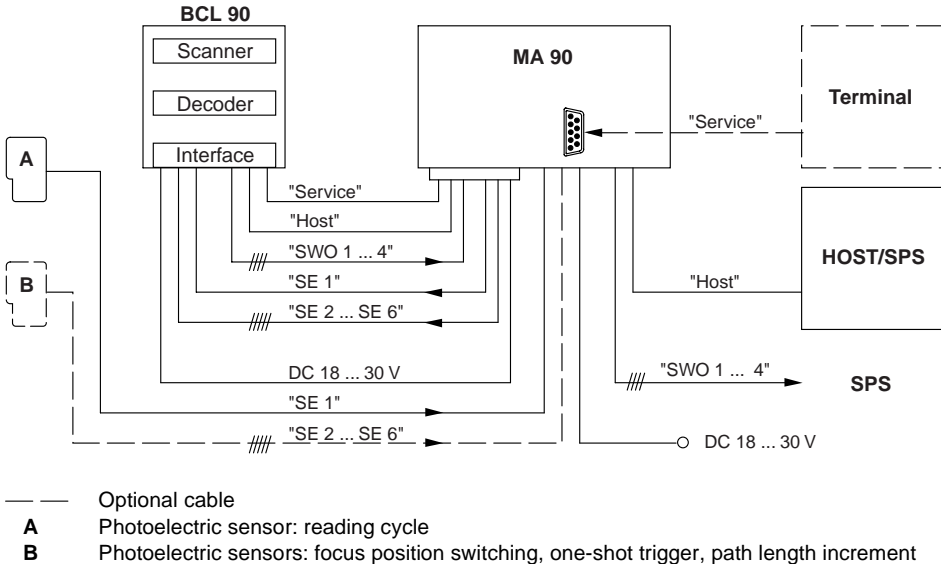 BCL 90
Scanner
Decoder
Interface
MA 90
Terminal
"Service"
A
"Service"
"Host"
"SWO 1 ... 4"
HOST/SPS
B
"SE 1"
"Host"
"SE 2 ... SE 6"
DC 18 ... 30 V
"SWO 1 ... 4"
SPS
"SE 1"
"SE 2 ... SE 6"
DC 18 ... 30 V
Optional cable
A Photoelectric sensor: reading cycle
B Photoelectric sensors: focus position switching, one-shot trigger, path length increment